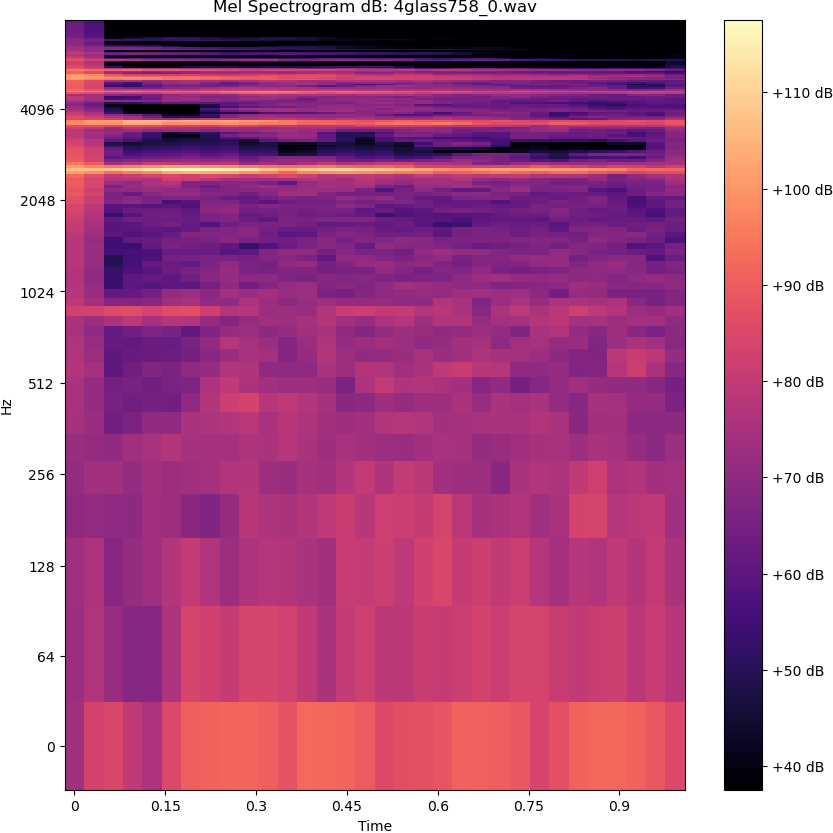 Mel Spectrogram dB: 4glass758_0.wav
Hz
4096
2048
1024
512
256
128
64
0
0 0.15 0.3 0.45 0.6 0.75 0.9
Time
+110 dB
+100 dB
+90 dB
+80 dB
+70 dB
+60 dB
+50 dB
+40 dB